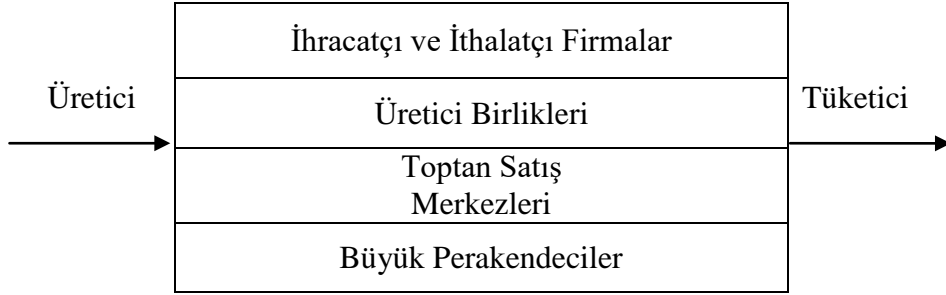 İhracatçı ve İthalatçı Firmalar
Üretici
Üretici Birlikleri
Tüketici
Toptan Satış
Merkezleri
Büyük Perakendeciler